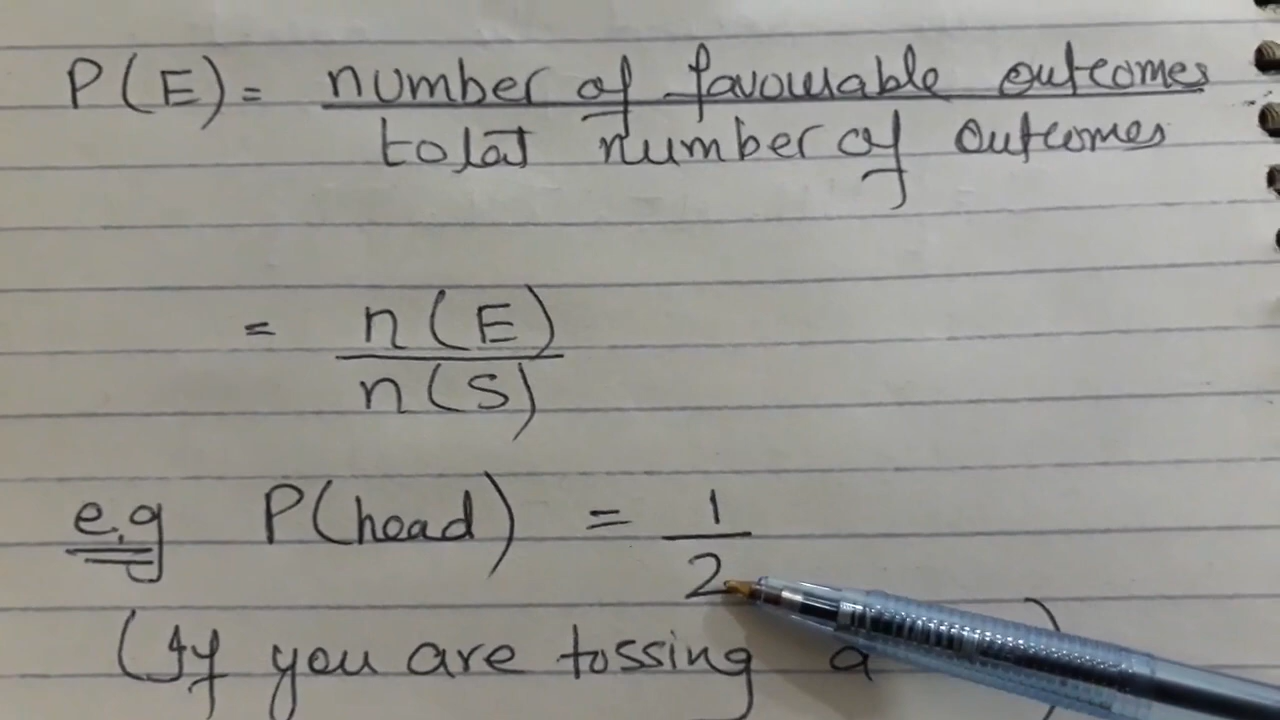 P(E) = number of favourable outcomes
total number of outcomes
= n(E)
n(S)
e.g P(head) = 1
2
(If you are tossing a )